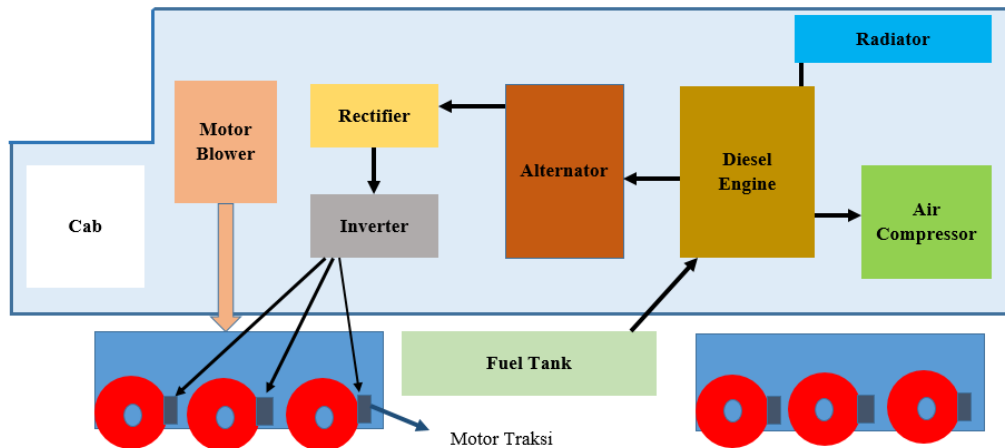 Radiator
Motor
Blower
Rectifier
Alternator
Diesel
Engine
Cab
Inverter
Air
Compressor
Fuel Tank
Motor Traksi